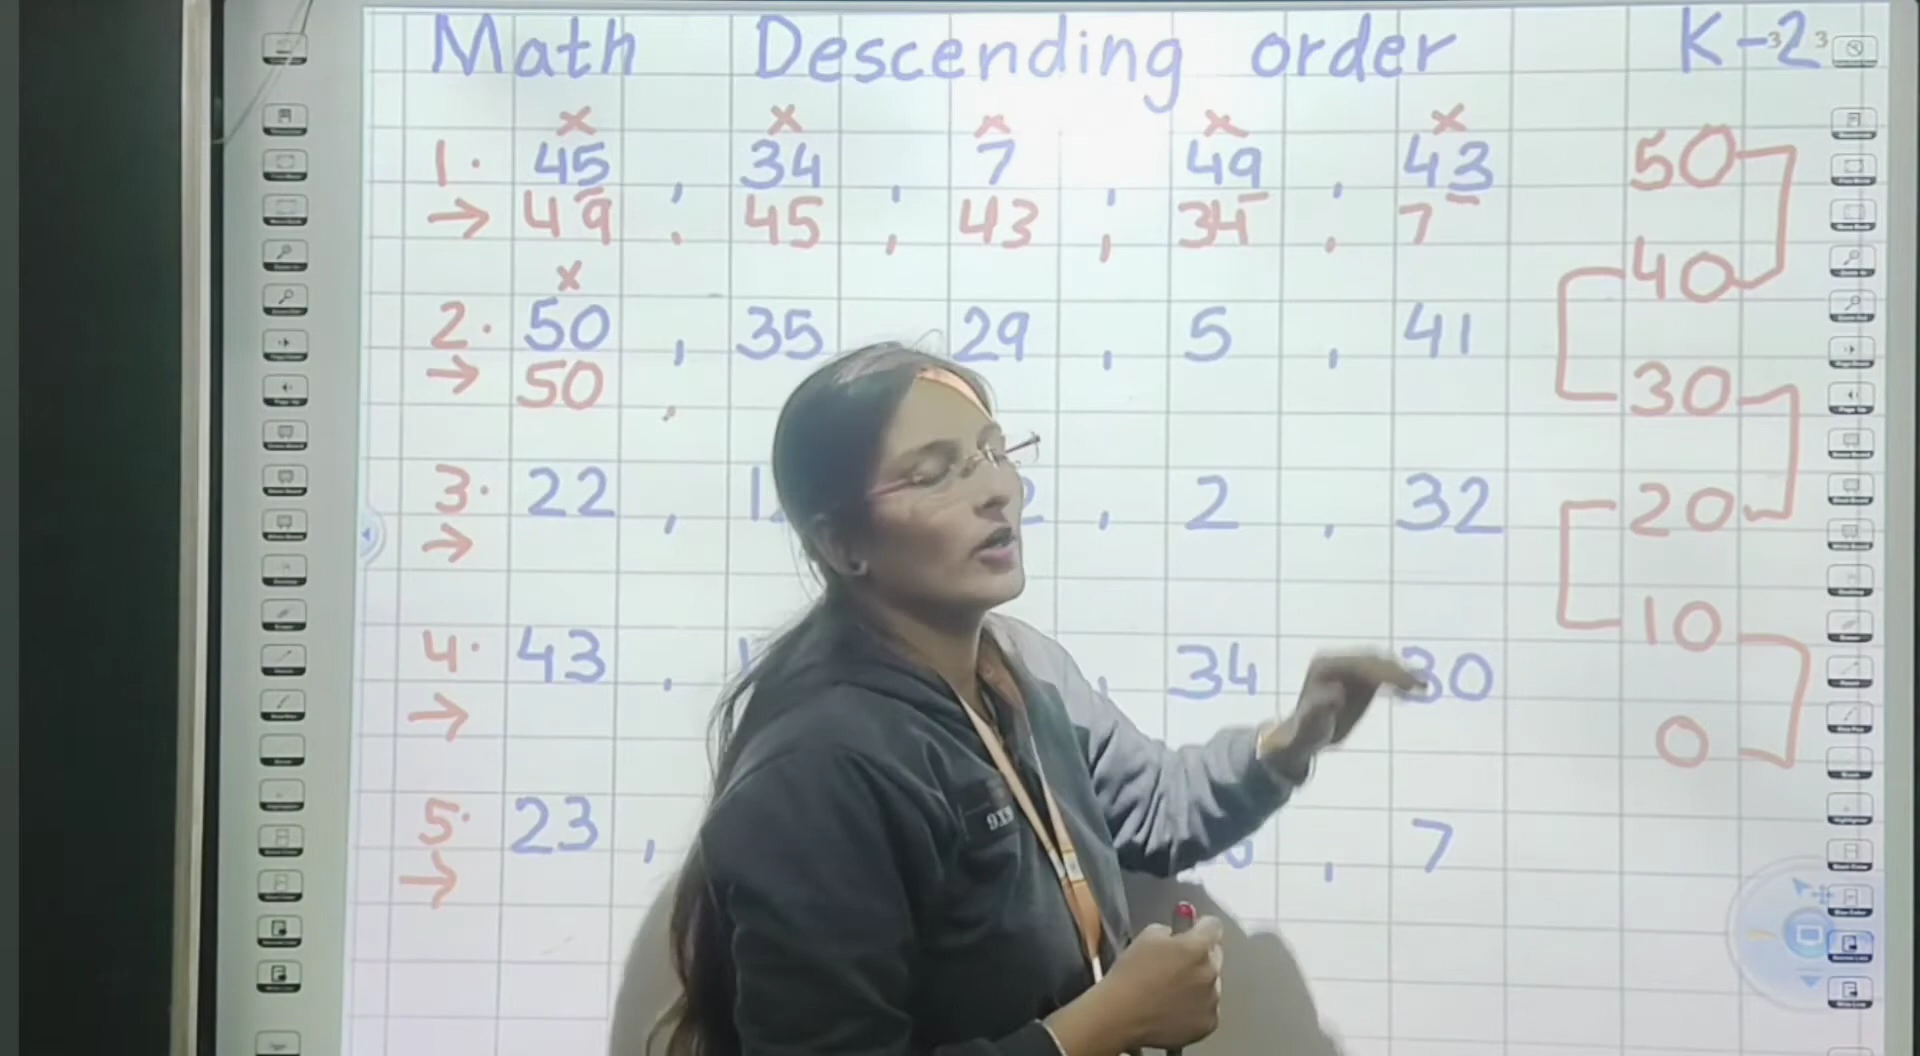 Math Descending order K-2
x x x x x
1. 45 , 34 , 7 , 49 , 43 50
→ 49 , 45 , 43 , 34 , 7
x 40
2. 50 , 35 29 , 5 , 41
→ 50 , 30
3. 22 , , 2 , 32 20
→
4. 43 , , 34 30 10
→ 0
5. 23 , , 7
→